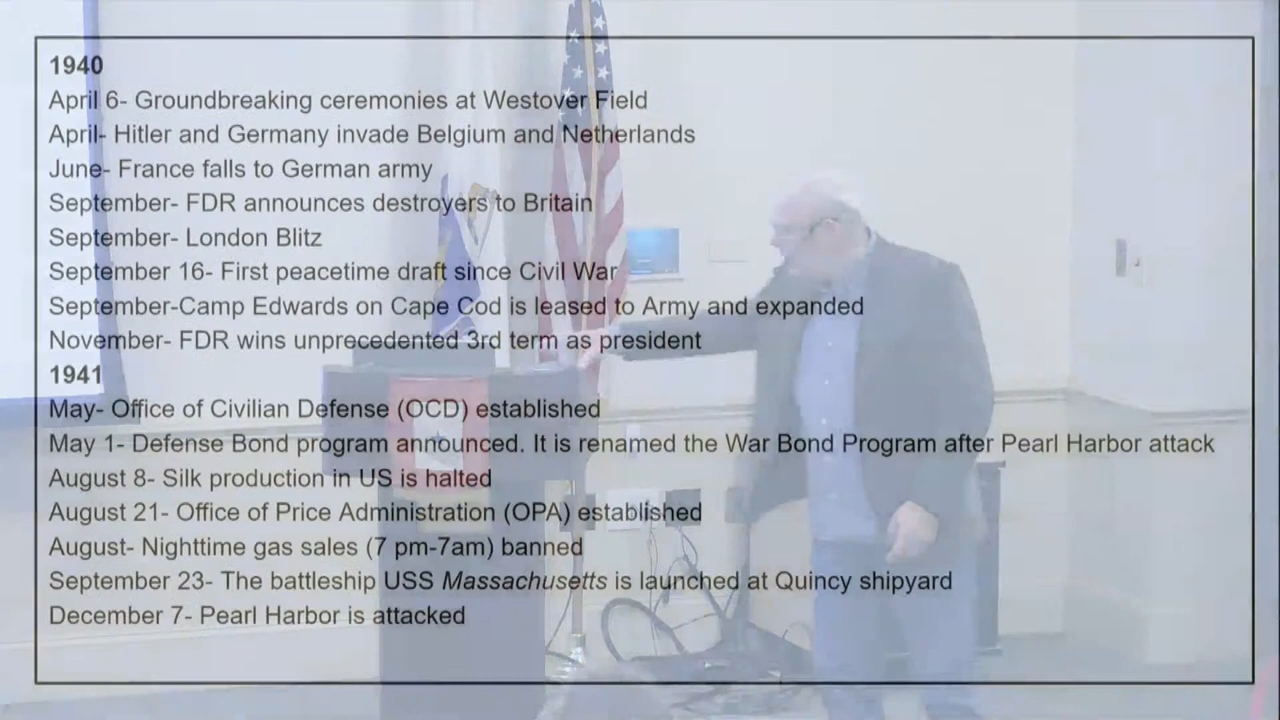 1940
April 6- Groundbreaking ceremonies at Westover Field
April- Hitler and Germany invade Belgium and Netherlands
June- France falls to German army
September- FDR announces destroyers to Britain
September- London Blitz
September 16- First peacetime draft since Civil War
September-Camp Edwards on Cape Cod is leased to Army and expanded
November- FDR wins unprecedented 3rd term as president
1941
May- Office of Civilian Defense (OCD) established
May 1- Defense Bond program announced. It is renamed the War Bond Program after Pearl Harbor attack
August 8- Silk production in US is halted
August 21- Office of Price Administration (OPA) established
August- Nighttime gas sales (7 pm-7am) banned
September 23- The battleship USS Massachusetts is launched at Quincy shipyard
December 7- Pearl Harbor is attacked